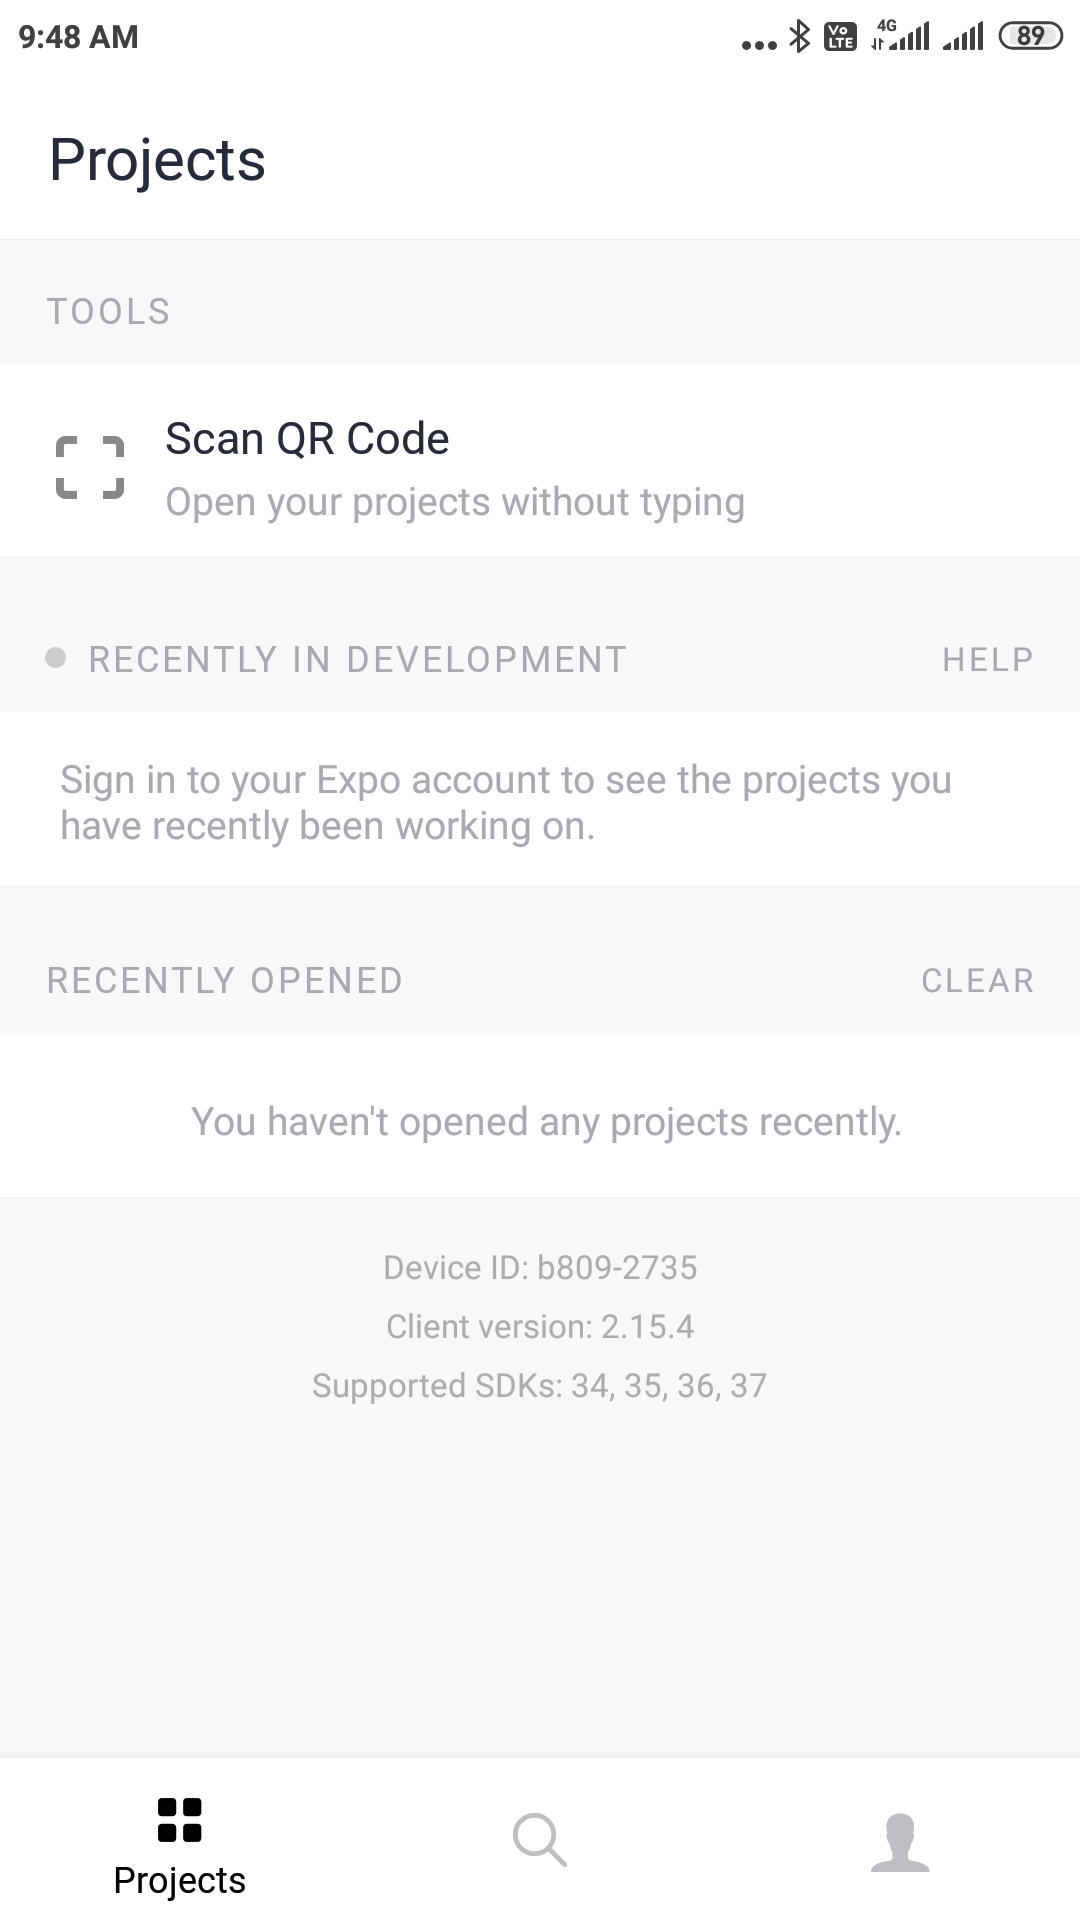 9:48 AM
Vo LTE
4G
89
Projects
TOOLS
Scan QR Code
Open your projects without typing
RECENTLY IN DEVELOPMENT
HELP
Sign in to your Expo account to see the projects you
have recently been working on.
RECENTLY OPENED
CLEAR
You haven't opened any projects recently.
Device ID: b809-2735
Client version: 2.15.4
Supported SDKs: 34, 35, 36, 37
Projects